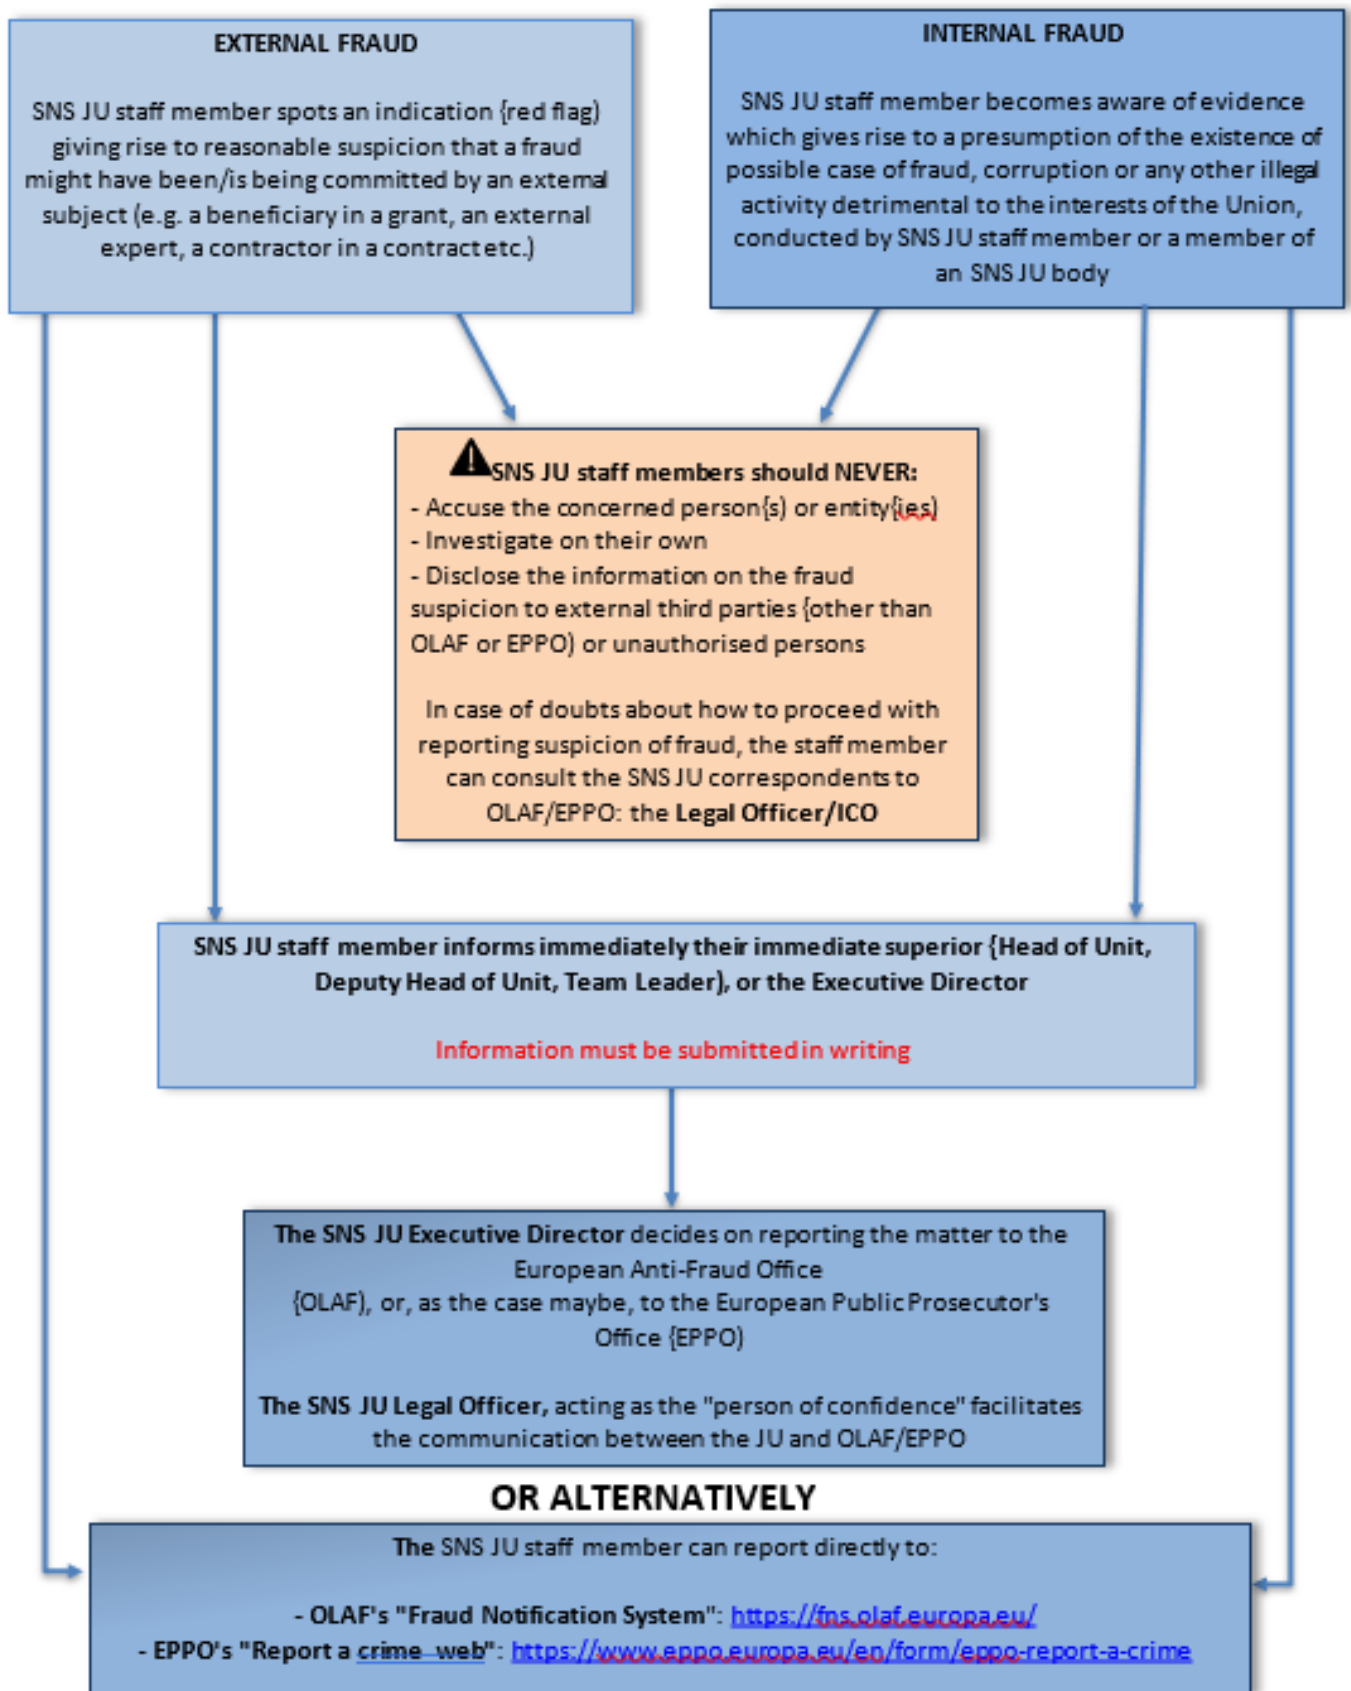 EXTERNAL FRAUD
SNS JU staff member spots an indication {red flag)
giving rise to reasonable suspicion that a fraud
might have been/is being committed by an external
subject (e.g. a beneficiary in a grant, an external
expert, a contractor in a contract etc.)
INTERNAL FRAUD
SNS JU staff member becomes aware of evidence
which gives rise to a presumption of the existence of
possible case of fraud, corruption or any other illegal
activity detrimental to the interests of the Union,
conducted by SNS JU staff member or a member of
an SNS JU body
SNS JU staff members should NEVER:
- Accuse the concerned person{s) or entity{ies)
- Investigate on their own
- Disclose the information on the fraud
suspicion to external third parties {other than
OLAF or EPPO) or unauthorised persons
In case of doubts about how to proceed with
reporting suspicion of fraud, the staff member
can consult the SNS JU correspondents to
OLAF/EPPO: the Legal Officer/ICO
SNS JU staff member informs immediately their immediate superior {Head of Unit,
Deputy Head of Unit, Team Leader), or the Executive Director
Information must be submitted in writing
The SNS JU Executive Director decides on reporting the matter to the
European Anti-Fraud Office
{OLAF), or, as the case maybe, to the European Public Prosecutor's
Office {EPPO)
The SNS JU Legal Officer, acting as the "person of confidence" facilitates
the communication between the JU and OLAF/EPPO
OR ALTERNATIVELY
The SNS JU staff member can report directly to:
- OLAF's "Fraud Notification System": https://fns.olaf.europa.eu/
- EPPO's "Report a crime web": https://www.eppo.europa.eu/en/form/eppo-report-a-crime